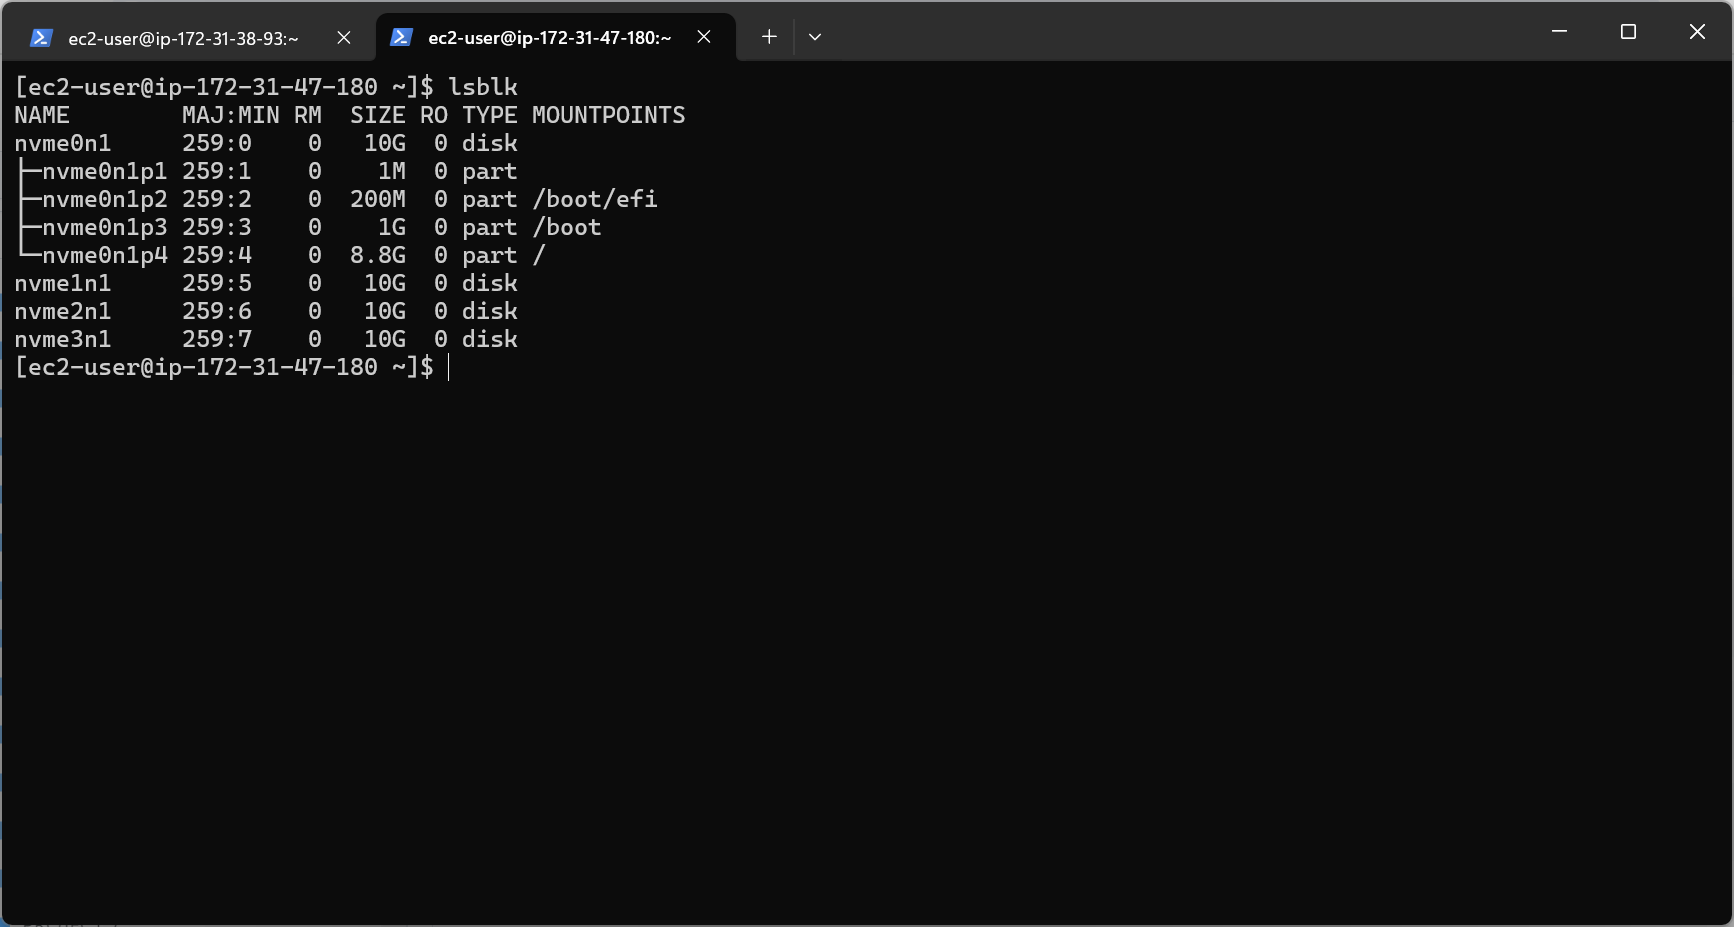 ec2-user@ip-172-31-38-93:~
ec2-user@ip-172-31-47-180:~
[ec2-user@ip-172-31-47-180 ~]$ lsblk
NAME        MAJ:MIN RM  SIZE RO TYPE MOUNTPOINTS
nvme0n1     259:0    0   10G  0 disk
├─nvme0n1p1 259:1    0    1M  0 part
├─nvme0n1p2 259:2    0  200M  0 part /boot/efi
├─nvme0n1p3 259:3    0    1G  0 part /boot
└─nvme0n1p4 259:4    0  8.8G  0 part /
nvme1n1     259:5    0   10G  0 disk
nvme2n1     259:6    0   10G  0 disk
nvme3n1     259:7    0   10G  0 disk
[ec2-user@ip-172-31-47-180 ~]$